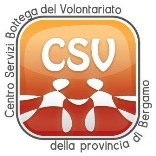 Centro Servizi Bottega del Volontariato
CSV
della provincia di Bergamo